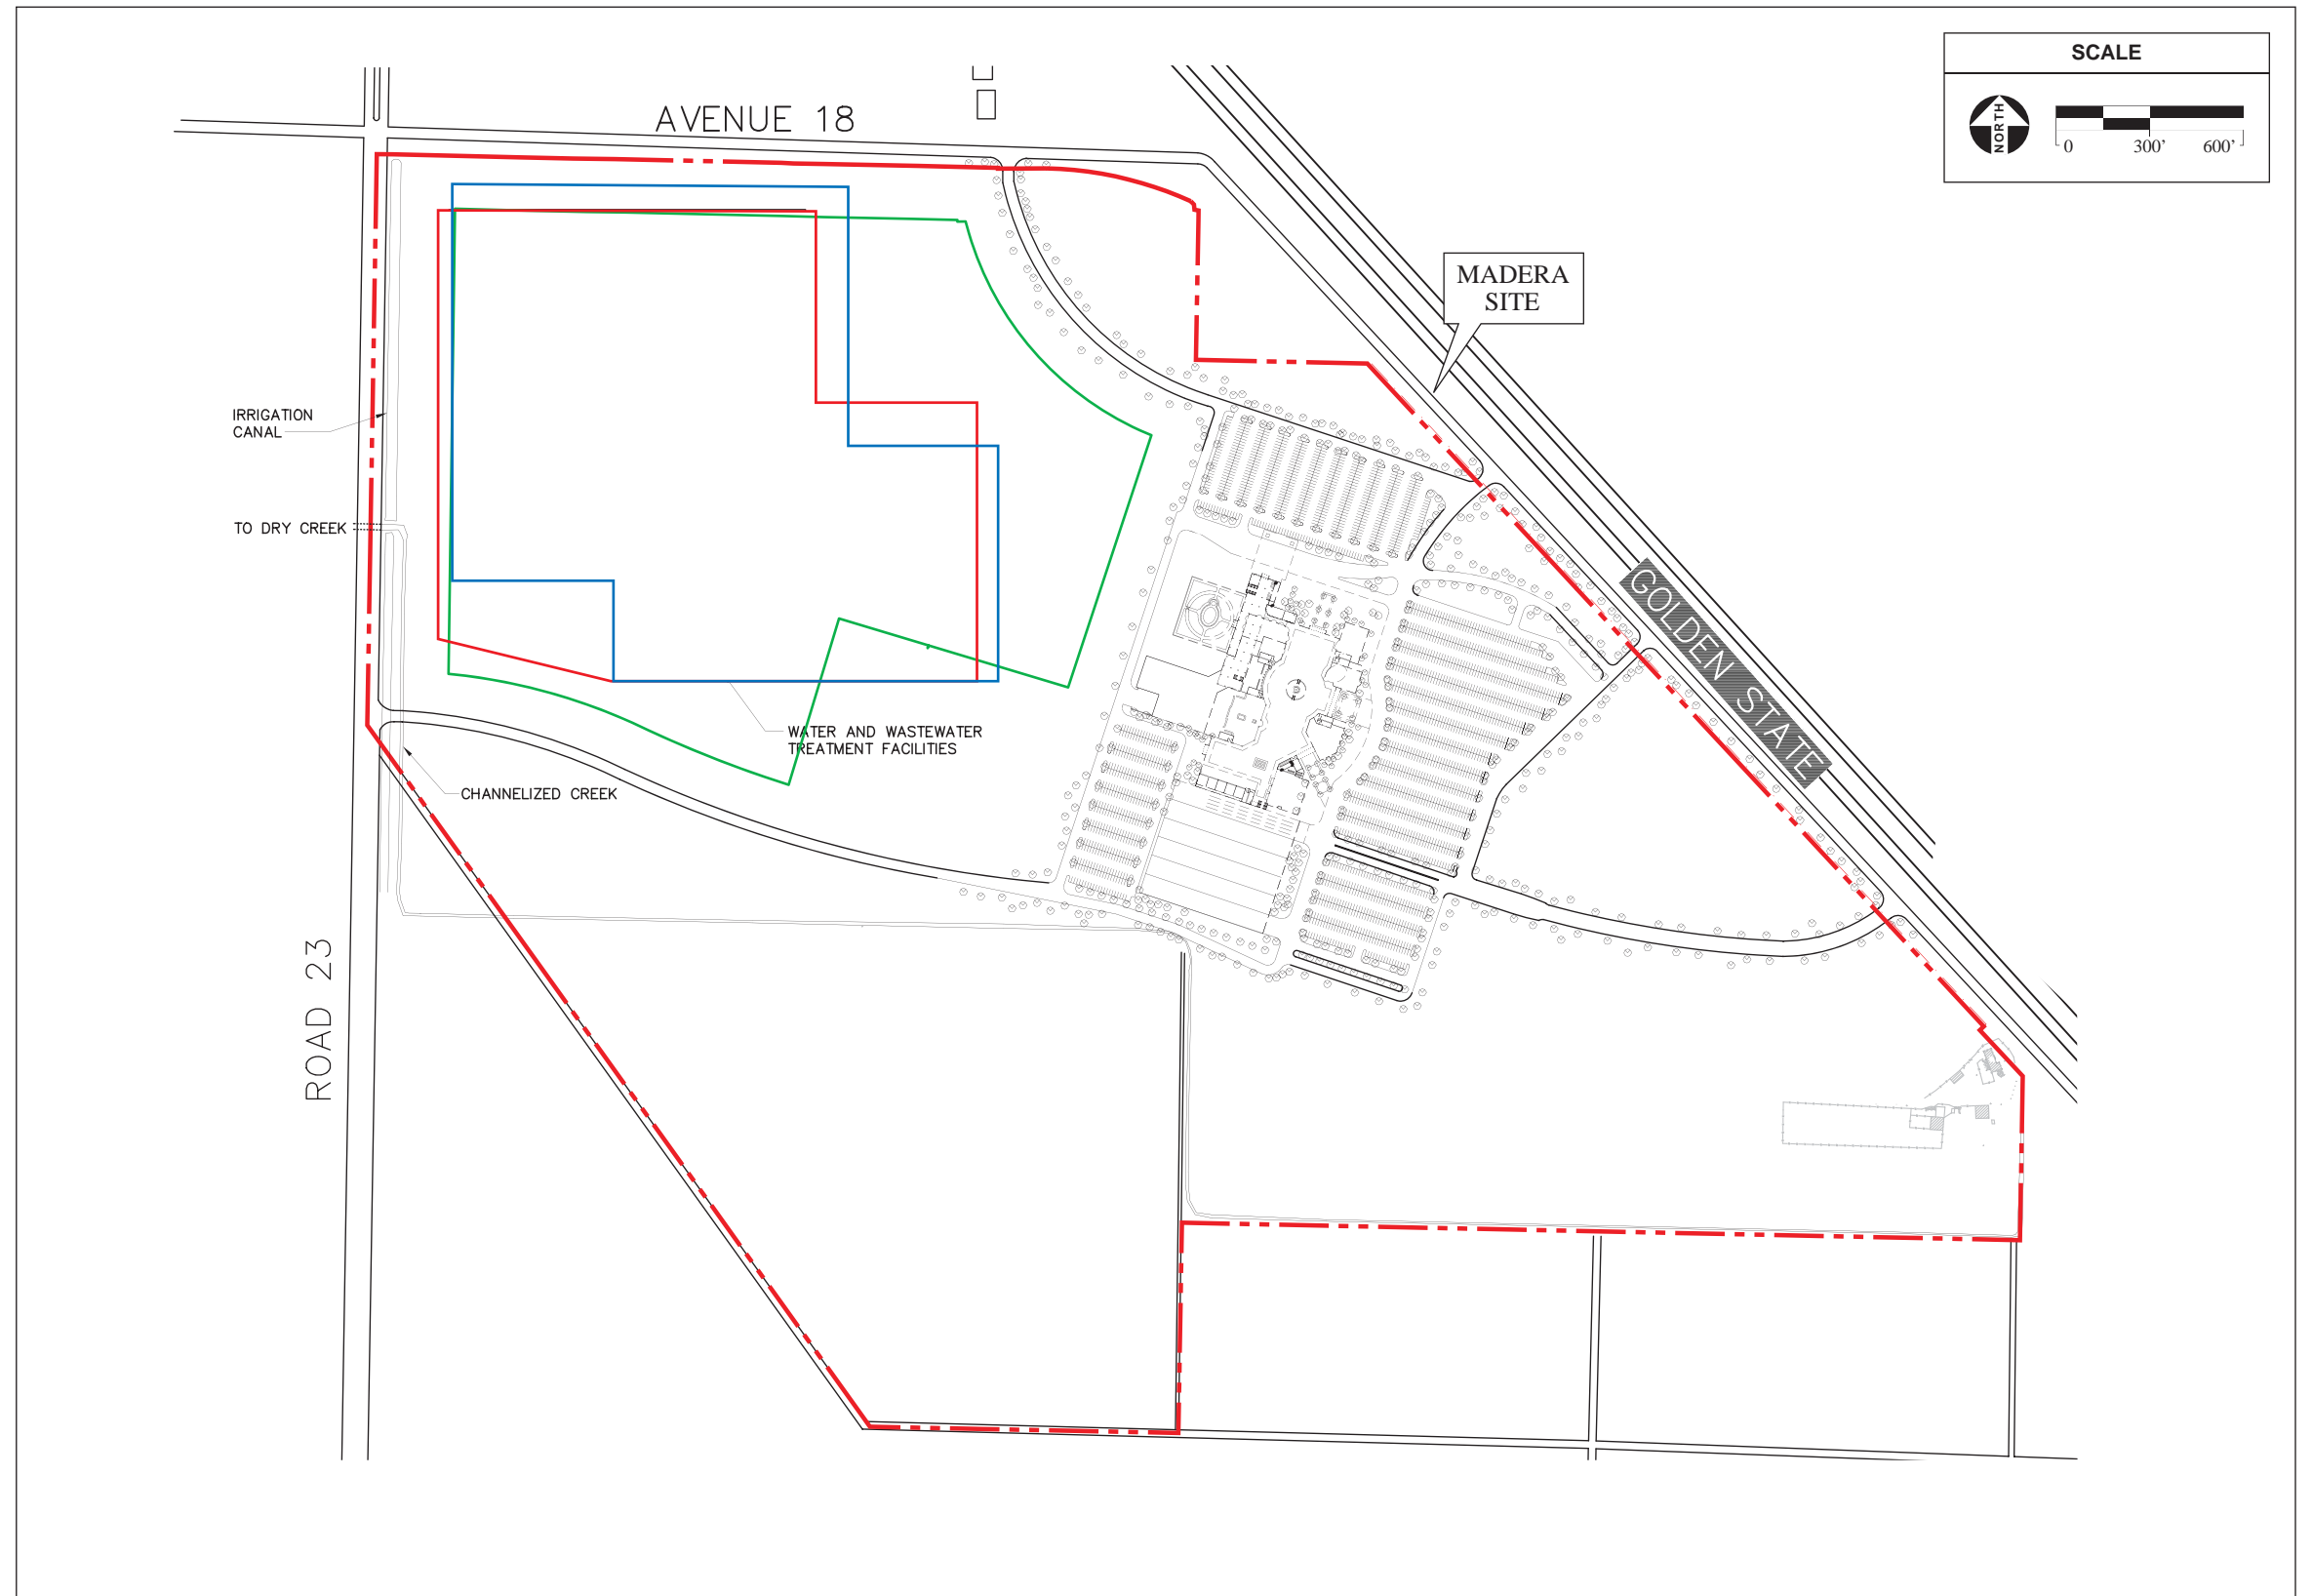 SCALE
NORTH
0 300' 600'
AVENUE 18
MADERA
SITE
IRRIGATION
CANAL
TO DRY CREEK
GOLDEN STATE
WATER AND WASTEWATER
TREATMENT FACILITIES
CHANNELIZED CREEK
ROAD 23